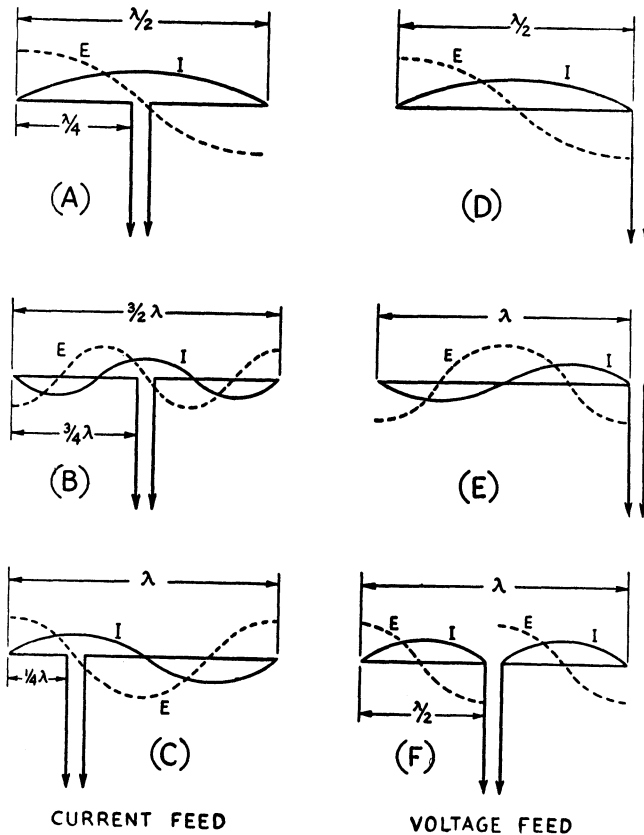 λ/2
E
I
λ/4
(A)
λ/2
E
I
(D)
3/2 λ
E
I
3/4 λ
(B)
λ
E
I
(E)
λ
I
1/4 λ
E
(C)
λ
E
I
E
I
λ/2
(F)
CURRENT FEED
VOLTAGE FEED